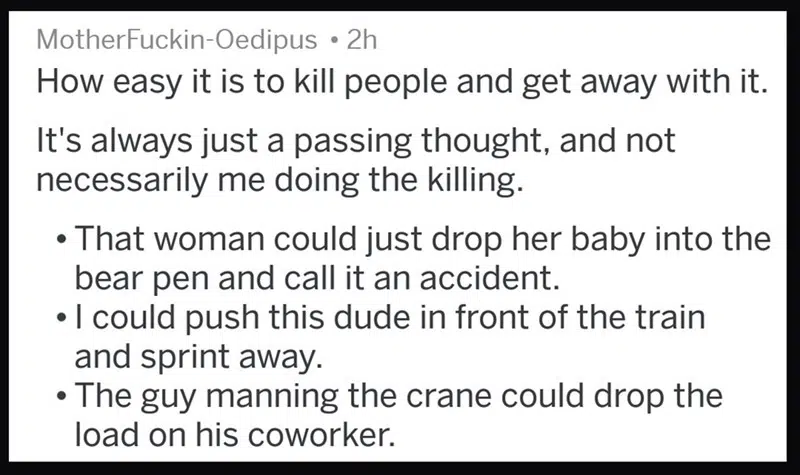 MotherFuckin-Oedipus • 2h
How easy it is to kill people and get away with it.
It's always just a passing thought, and not
necessarily me doing the killing.
• That woman could just drop her baby into the
bear pen and call it an accident.
• I could push this dude in front of the train
and sprint away.
• The guy manning the crane could drop the
load on his coworker.